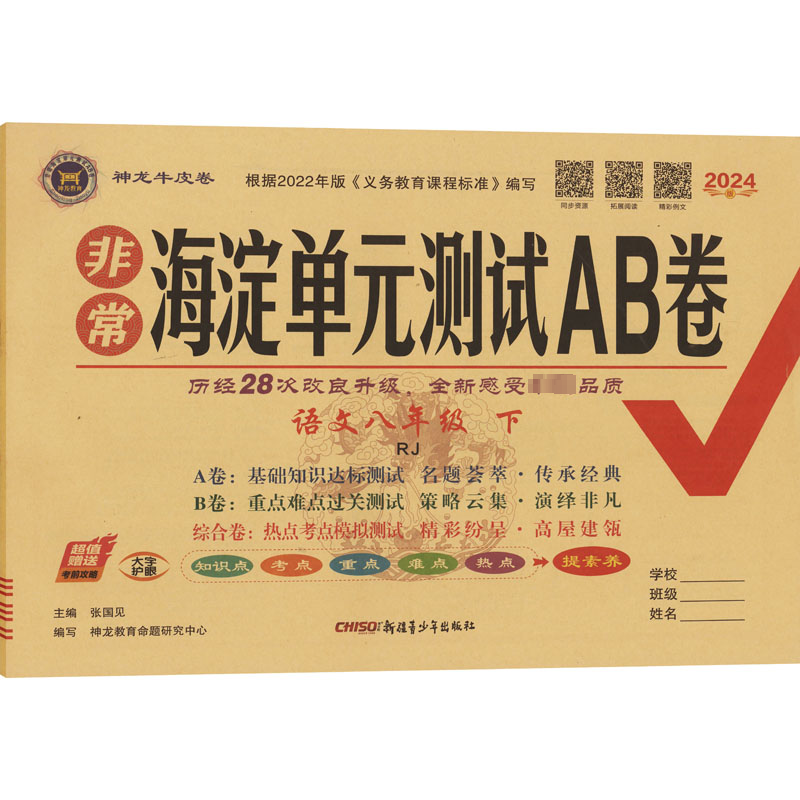 神龙教育
神龙牛皮卷
根据2022年版《义务教育课程标准》编写
同步资源
拓展阅读
精彩例文
2024
版
非常
海淀单元测试AB卷
历经28次改良升级，全新感受
品质
语文八年级 下
RJ
A卷：基础知识达标测试 名题荟萃·传承经典
B卷：重点难点过关测试 策略云集·演绎非凡
综合卷：热点考点模拟测试 精彩纷呈·高屋建瓴
超值
赠送
考前攻略
大字
护眼
知识点
考点
重点
难点
热点
提素养
学校
班级
姓名
主编 张国见
编写 神龙教育命题研究中心
CHISO 新疆青少年出版社